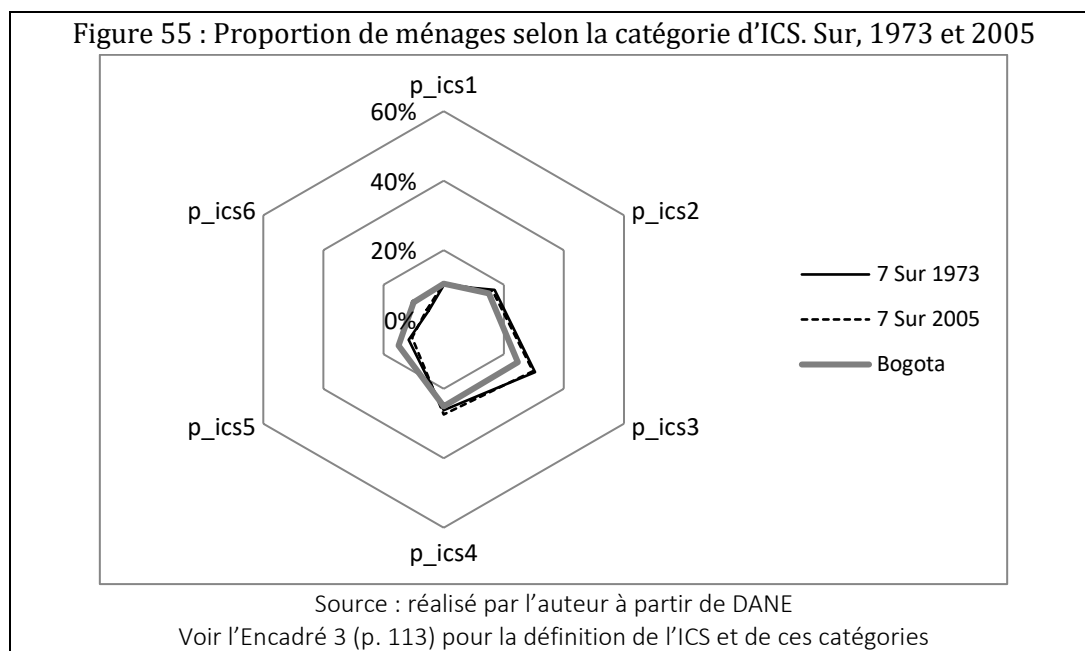 Figure 55 : Proportion de ménages selon la catégorie d’ICS. Sur, 1973 et 2005
p_ics1
60%
40%
p_ics6
p_ics2
20%
7 Sur 1973
0%
7 Sur 2005
Bogota
p_ics5
p_ics3
p_ics4
Source : réalisé par l’auteur à partir de DANE
Voir l’Encadré 3 (p. 113) pour la définition de l’ICS et de ces catégories